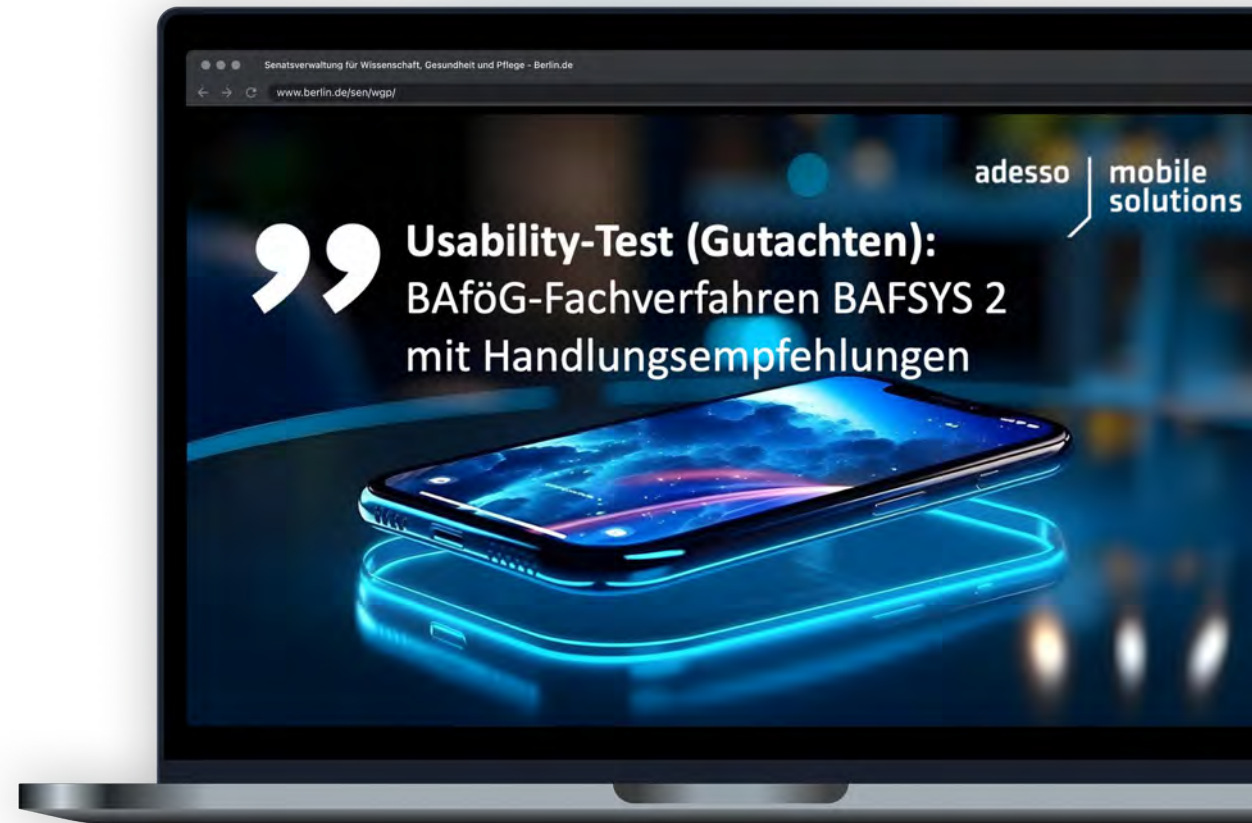 Senatsverwaltung für Wissenschaft, Gesundheit und Pflege - Berlin.de
www.berlin.de/sen/wgp/
adesso | mobile
solutions
” Usability-Test (Gutachten):
BAföG-Fachverfahren BAFSYS 2
mit Handlungsempfehlungen